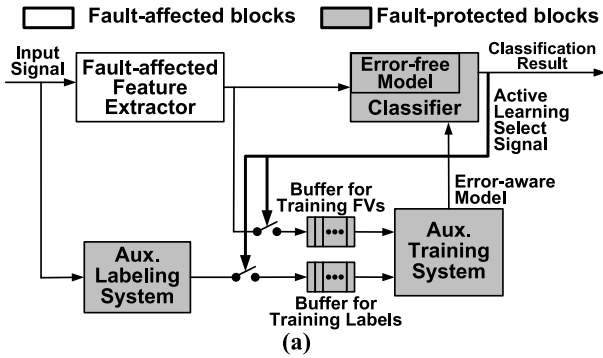 Fault-affected blocks
Fault-protected blocks
Input
Signal
Fault-affected
Feature
Extractor
Error-free
Model
Classifier
Classification
Result
Active
Learning
Select
Signal
Buffer for
Training FVs
Error-aware
Model
Aux.
Labeling
System
Aux.
Training
System
Buffer for
Training Labels
(a)